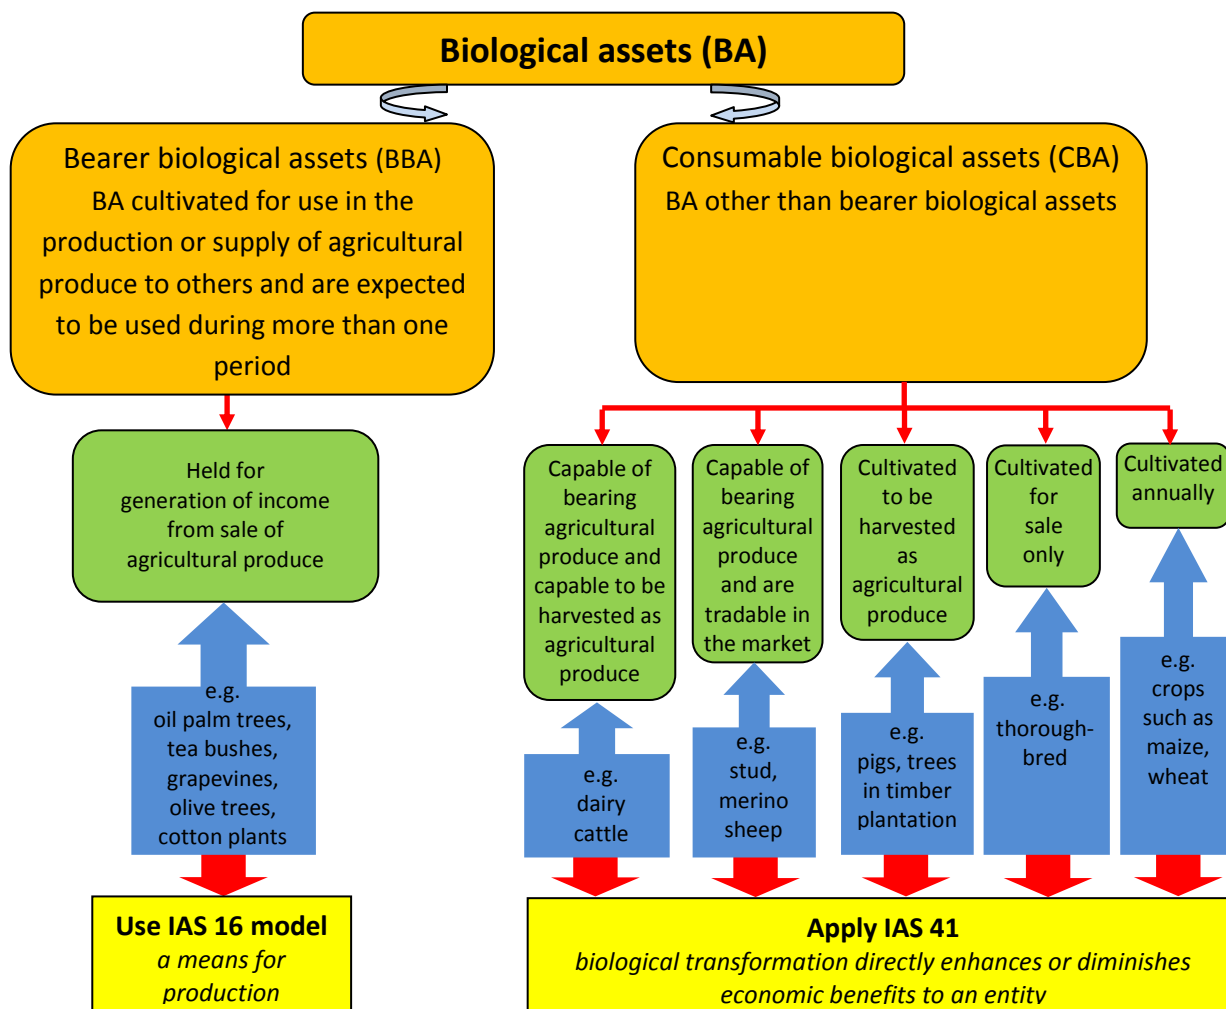 Biological assets (BA)
Bearer biological assets (BBA)
BA cultivated for use in the
production or supply of agricultural
produce to others and are expected
to be used during more than one
period
Consumable biological assets (CBA)
BA other than bearer biological assets
Held for
generation of income
from sale of
agricultural produce
Capable of
bearing
agricultural
produce and
capable to be
harvested as
agricultural
produce
Capable of
bearing
agricultural
produce
and are
tradable in
the market
Cultivated
to be
harvested
as
agricultural
produce
Cultivated
for
sale
only
Cultivated
annually
e.g.
oil palm trees,
tea bushes,
grapevines,
olive trees,
cotton plants
e.g.
dairy
cattle
e.g.
stud,
merino
sheep
e.g.
pigs, trees
in timber
plantation
e.g.
thorough-
bred
e.g.
crops
such as
maize,
wheat
Use IAS 16 model
a means for
production
Apply IAS 41
biological transformation directly enhances or diminishes
economic benefits to an entity